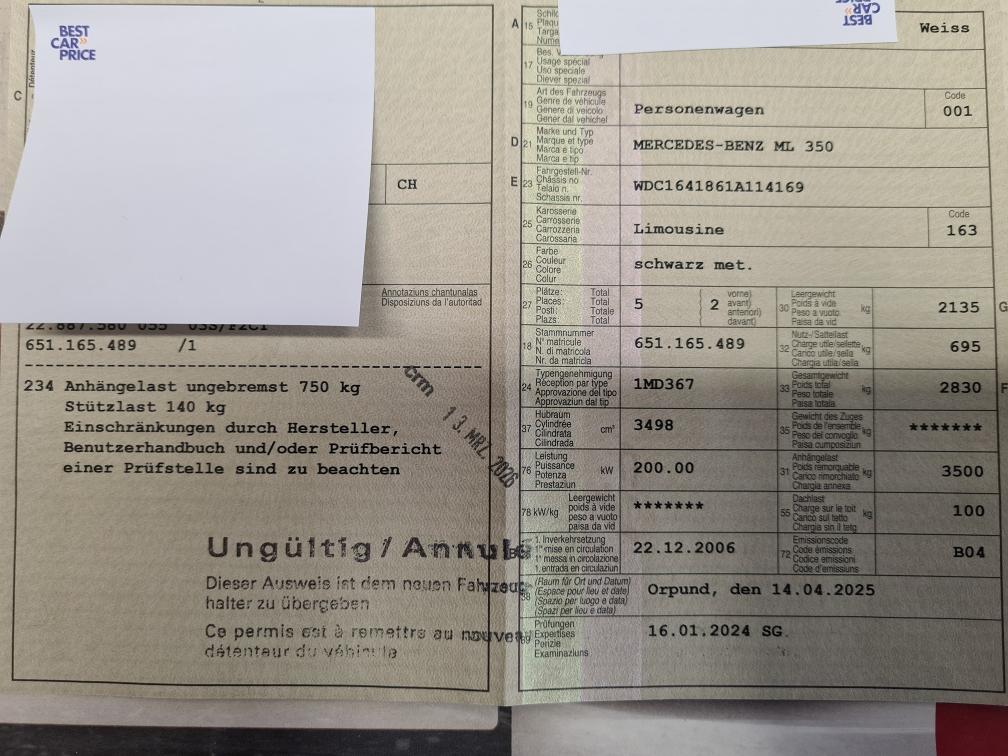 BEST
CAR»
PRICE
Détenteur
C
CH
Annotaziuns chantunalas
Disposiziuns da l'autoritad
651.165.489 /1
234 Anhängelast ungebremst 750 kg
Stützlast 140 kg
Einschränkungen durch Hersteller,
Benutzerhandbuch und/oder Prüfbericht
einer Prüfstelle sind zu beachten
crm 13. MRZ. 2026
Ungültig / Annulé
Dieser Ausweis ist dem neuen Fahrzeug-
halter zu übergeben
Ce permis est à remettre au nouveau
détenteur du véhicule
BEST
CAR»
A 15
Weiss
17 Usage spécial
Uso speciale
Diever spezial
19 Art des Fahrzeugs
Genre de véhicule
Genere di veicolo
Gener dal vehichel
Personenwagen
Code
001
D 21 Marke und Typ
Marque et type
Marca e tipo
Marca e tip
MERCEDES-BENZ ML 350
E 23 Fahrgestell-Nr.
Châssis no
Telaio n.
Schassis nr.
WDC1641861A114169
25 Karosserie
Carrosserie
Carrozzeria
Carossaria
Limousine
Code
163
26 Farbe
Couleur
Colore
Colur
schwarz met.
27 Plätze: Total
Places: Total
Posti: Totale
Plazs: Total
5
2
vorne)
avant)
anteriori)
davant)
30 Leergewicht
Poids à vide
Peso a vuoto
Paisa da vid
kg
2135
G
18 Stammnummer
N° matricule
N. di matricola
Nr. da matricla
651.165.489
32 Nutz-/Sattellast
Charge utile/sellette
Carico utile/sella
Chargia utila/sella
kg
695
24 Typengenehmigung
Réception par type
Approvazione del tipo
Approvaziun dal tip
1MD367
33 Gesamtgewicht
Poids total
Peso totale
Paisa totala
kg
2830
F
37 Hubraum
Cylindrée
Cilindrata
Cilindrada
cm³
3498
35 Gewicht des Zuges
Poids de l'ensemble
Peso del convoglio
Paisa cumposiziun
kg
*******
76 Leistung
Puissance
Potenza
Prestaziun
kW
200.00
31 Anhängelast
Poids remorquable
Carico rimorchiato
Chargia annexa
kg
3500
78 kW/kg
Leergewicht
poids à vide
peso a vuoto
paisa da vid
*******
55 Dachlast
Charge sur le toit
Carico sul tetto
Chargia sin il tetg
kg
100
1. Inverkehrsetzung
1re mise en circulation
1a messa in circolazione
1. entrada en circulaziun
22.12.2006
72 Emissionscode
Code émissions
Codice emissioni
Code d'emissiuns
B04
38 (Raum für Ort und Datum)
(Espace pour lieu et date)
(Spazio per luogo e data)
(Spazi per lieu e data)
Orpund, den 14.04.2025
39 Prüfungen
Expertises
Perizie
Examinaziuns
16.01.2024 SG.